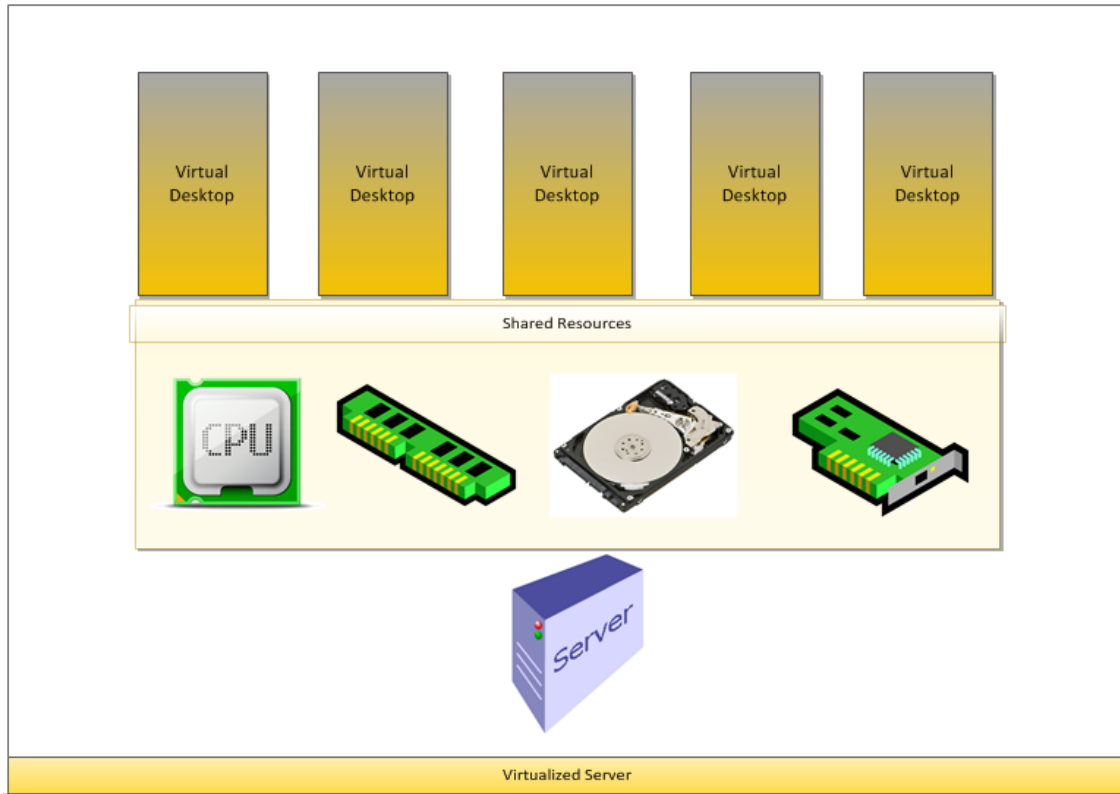 Virtual
Desktop
Virtual
Desktop
Virtual
Desktop
Virtual
Desktop
Virtual
Desktop
Shared Resources
CPU
Server
Virtualized Server